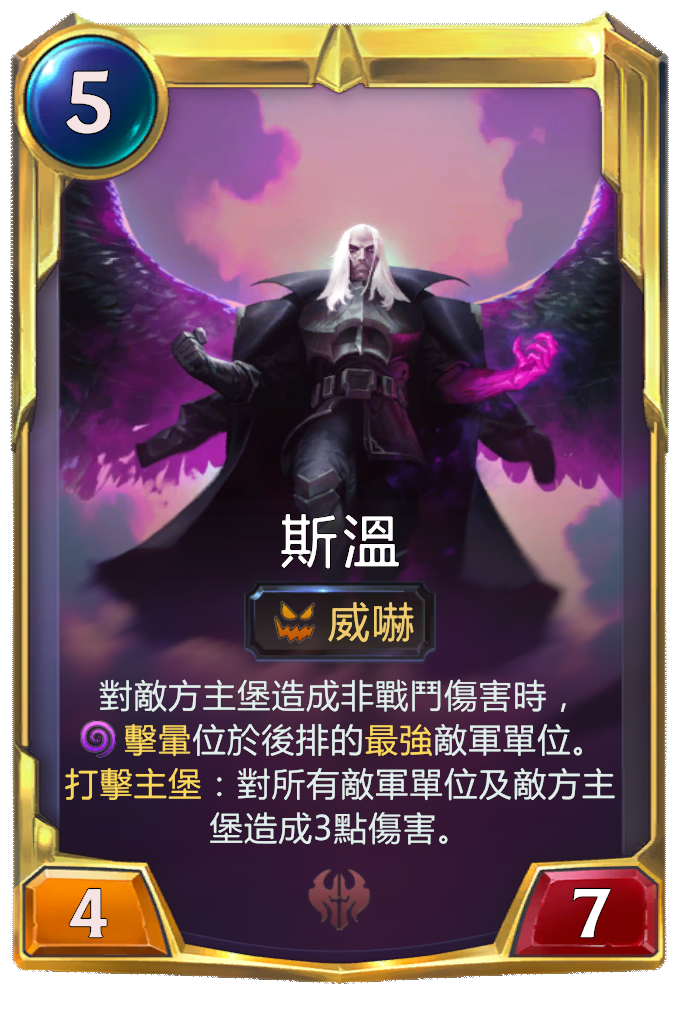 5
斯溫
威嚇
對敵方主堡造成非戰鬥傷害時，
擊暈位於後排的最強敵軍單位。
打擊主堡：對所有敵軍單位及敵方主
堡造成3點傷害。
4
7